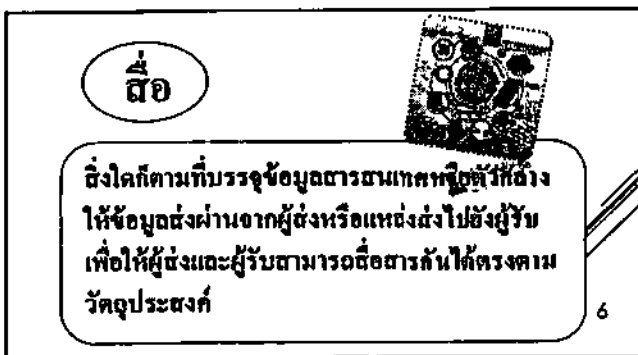 สื่อ
สิ่งใดก็ตามที่บรรจุข้อมูลสารสนเทศหรือตัวกลาง
ให้ข้อมูลส่งผ่านจากผู้ส่งหรือแหล่งส่งไปยังผู้รับ
เพื่อให้ผู้ส่งและผู้รับสามารถสื่อสารกันได้ตรงตาม
วัตถุประสงค์
6